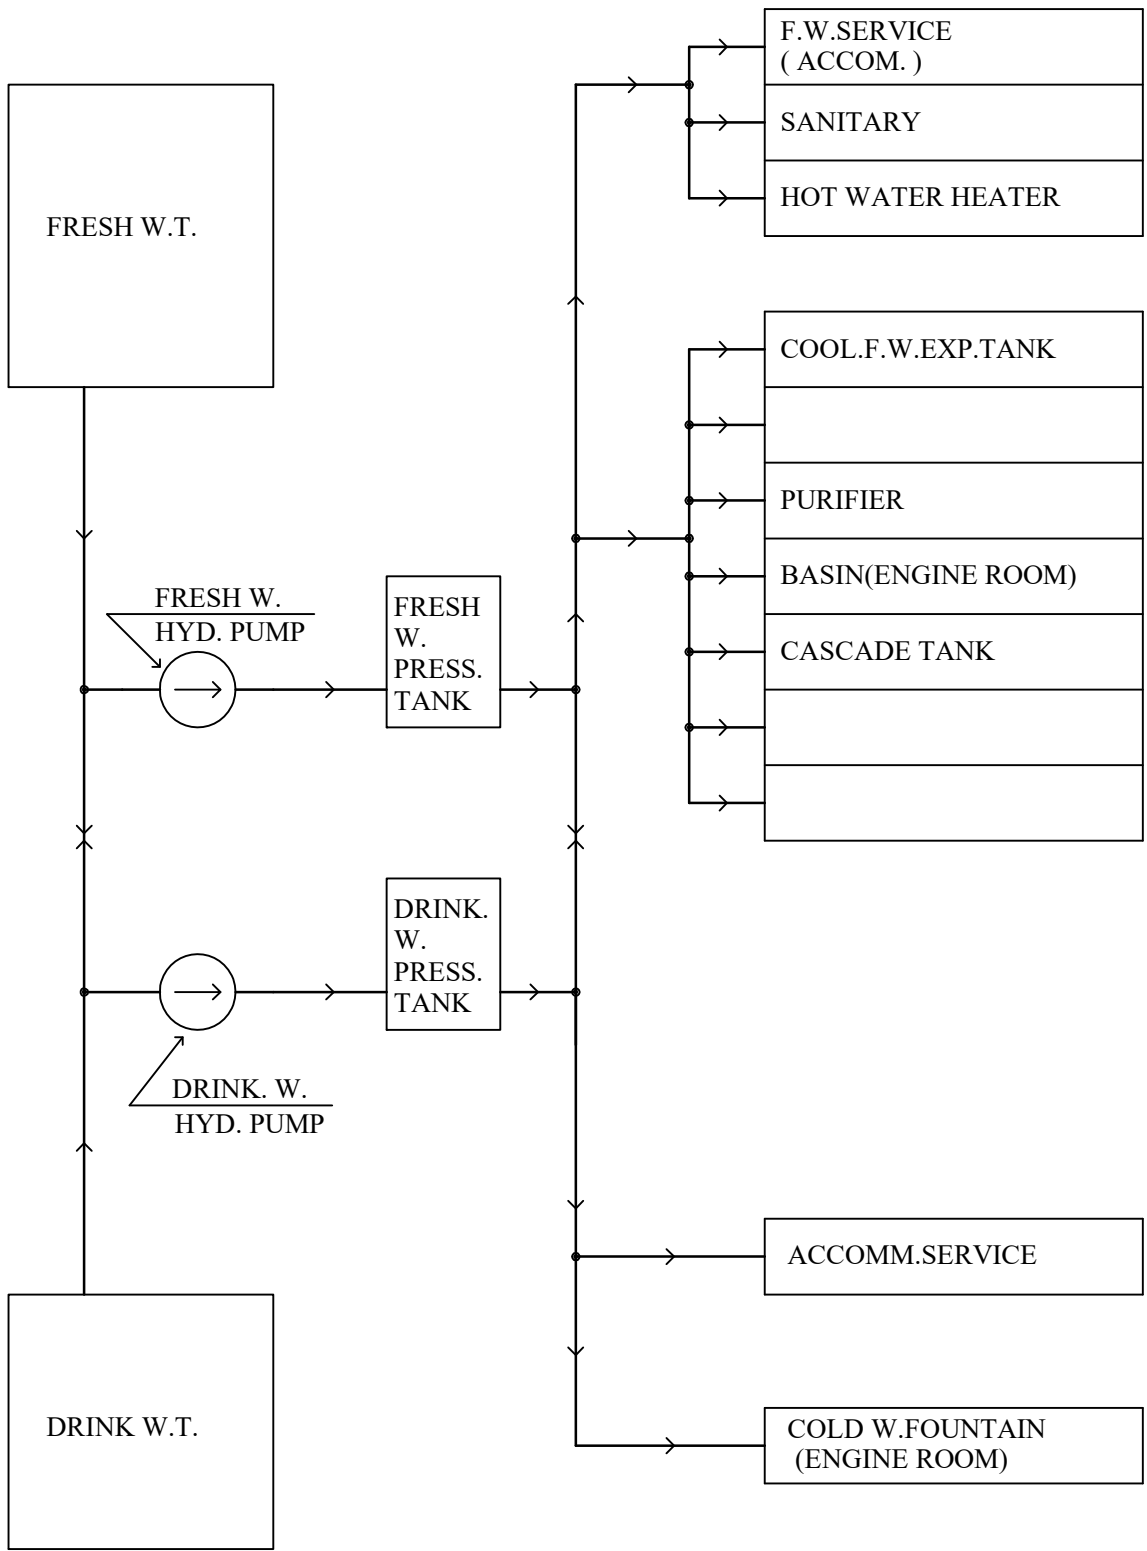 F.W.SERVICE
( ACCOM. )
SANITARY
HOT WATER HEATER
FRESH W.T.
COOL.F.W.EXP.TANK
PURIFIER
BASIN(ENGINE ROOM)
CASCADE TANK
FRESH W.
HYD. PUMP
FRESH
W.
PRESS.
TANK
DRINK.
W.
PRESS.
TANK
DRINK. W.
HYD. PUMP
ACCOMM.SERVICE
DRINK W.T.
COLD W.FOUNTAIN
(ENGINE ROOM)